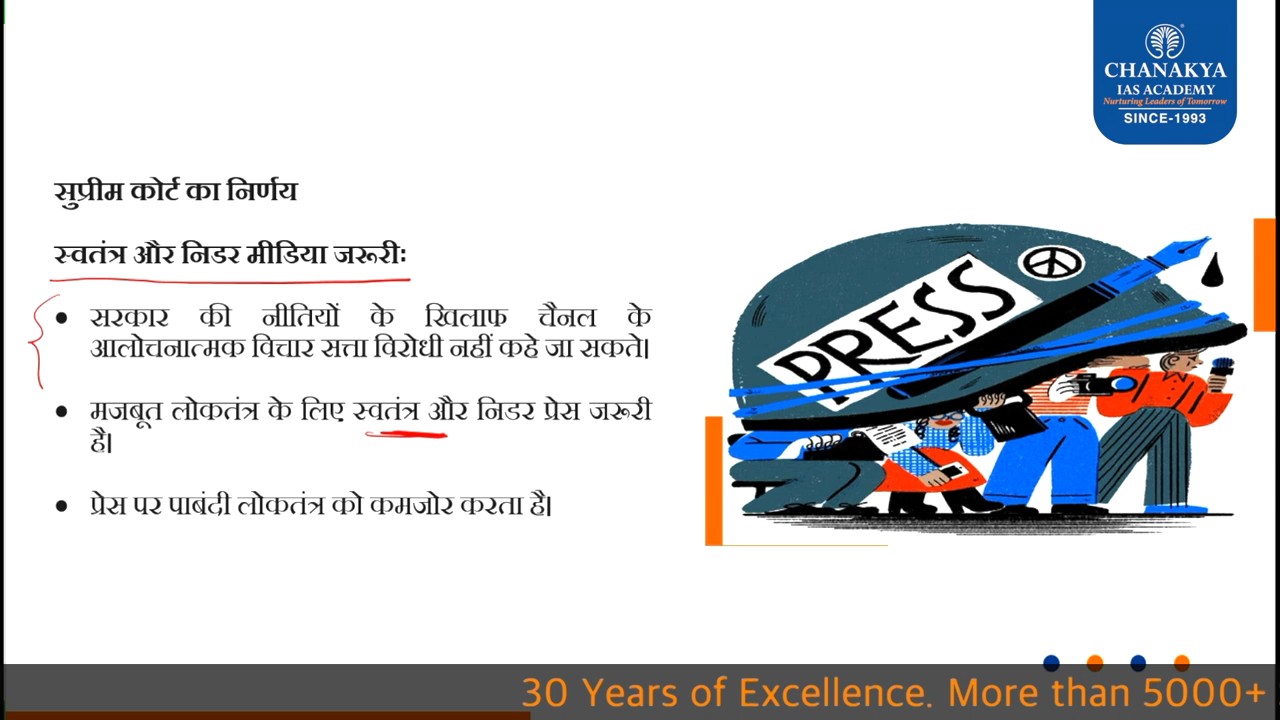 CHANAKYA
IAS ACADEMY
Nurturing Leaders of Tomorrow
SINCE-1993
सुप्रीम कोर्ट का निर्णय
स्वतंत्र और निडर मीडिया जरूरीः
• सरकार की नीतियों के खिलाफ चैनल के
आलोचनात्मक विचार सत्ता विरोधी नहीं कहे जा सकते।
• मजबूत लोकतंत्र के लिए स्वतंत्र और निडर प्रेस जरूरी
है।
• प्रेस पर पाबंदी लोकतंत्र को कमजोर करता है।
PRESS
30 Years of Excellence. More than 5000+